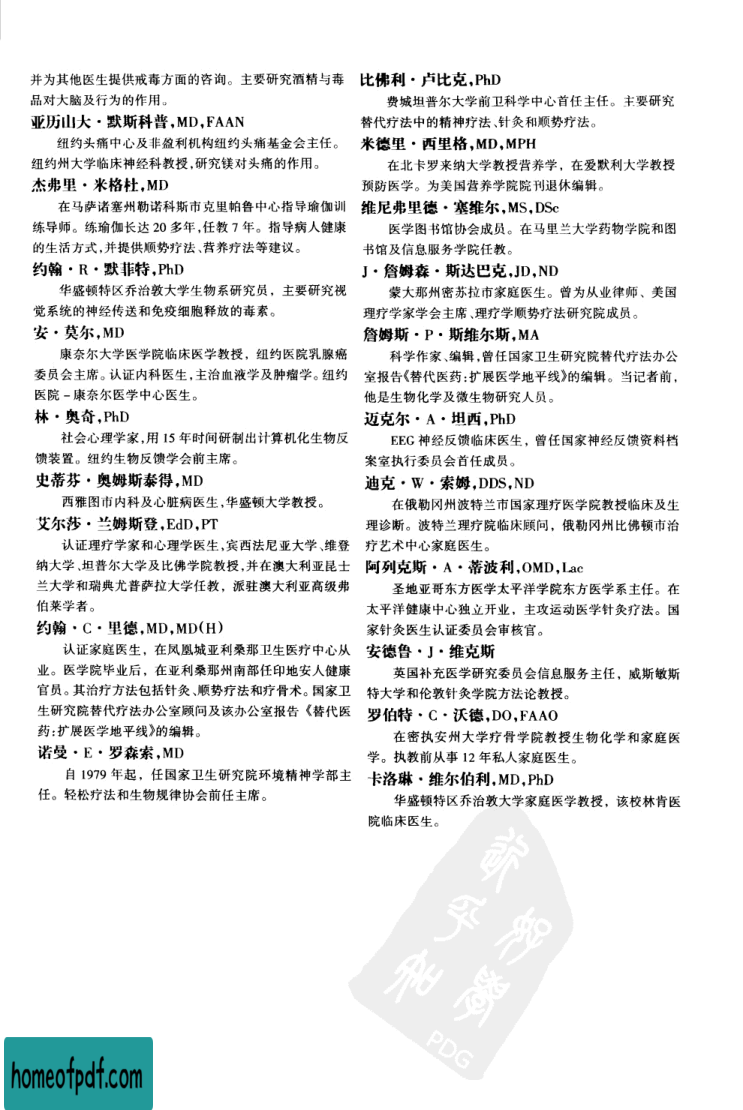 并为其他医生提供戒毒方面的咨询。主要研究酒精与毒
品对大脑及行为的作用。
亚历山大·默斯科普,MD,FAAN
纽约头痛中心及非盈利机构纽约头痛基金会主任。
纽约州大学临床神经科教授,研究镁对头痛的作用。
杰弗里·米格杜,MD
在马萨诸塞州勒诺科斯市克里帕鲁中心指导瑜伽训
练导师。练瑜伽长达 20 多年,任教 7 年。指导病人健康
的生活方式,并提供顺势疗法、营养疗法等建议。
约翰·R·默菲特,PhD
华盛顿特区乔治敦大学生物系研究员，主要研究视
觉系统的神经传送和免疫细胞释放的毒素。
安·莫尔,MD
康奈尔大学医学院临床医学教授，纽约医院乳腺癌
委员会主席。认证内科医生,主治血液学及肿瘤学。纽约
医院－康奈尔医学中心医生。
林·奥奇,PhD
社会心理学家,用 15 年时间研制出计算机化生物反
馈装置。纽约生物反馈学会前主席。
史蒂芬·奥姆斯泰得,MD
西雅图市内科及心脏病医生,华盛顿大学教授。
艾尔莎·兰姆斯登,EdD,PT
认证理疗学家和心理学医生,宾西法尼亚大学、维登
纳大学、坦普尔大学及比佛学院教授,并在澳大利亚昆士
兰大学和瑞典尤普萨拉大学任教，派驻澳大利亚高级弗
伯莱学者。
约翰·C·里德,MD,MD(H)
认证家庭医生，在凤凰城亚利桑那卫生医疗中心从
业。医学院毕业后，在亚利桑那州南部任印地安人健康
官员。其治疗方法包括针灸、顺势疗法和疗骨术。国家卫
生研究院替代疗法办公室顾问及该办公室报告《替代医
药:扩展医学地平线》的编辑。
诺曼·E·罗森索,MD
自 1979 年起，任国家卫生研究院环境精神学部主
任。轻松疗法和生物规律协会前任主席。
比佛利·卢比克,PhD
费城坦普尔大学前卫科学中心首任主任。主要研究
替代疗法中的精神疗法、针灸和顺势疗法。
米德里·西里格,MD,MPH
在北卡罗来纳大学教授营养学，在爱默利大学教授
预防医学。为美国营养学院院刊退休编辑。
维尼弗里德·塞维尔,MS,DSc
医学图书馆协会成员。在马里兰大学药物学院和图
书馆及信息服务学院任教。
J·詹姆森·斯达巴克,JD,ND
蒙大那州密苏拉市家庭医生。曾为从业律师、美国
理疗学家学会主席、理疗学顺势疗法研究院成员。
詹姆斯·P·斯维尔斯,MA
科学作家、编辑,曾任国家卫生研究院替代疗法办公
室报告《替代医药:扩展医学地平线》的编辑。当记者前，
他是生物化学及微生物研究人员。
迈克尔·A·坦西,PhD
EEG 神经反馈临床医生，曾任国家神经反馈资料档
案室执行委员会首任成员。
迪克·W·索姆,DDS,ND
在俄勒冈州波特兰市国家理疗医学院教授临床及生
理诊断。波特兰理疗院临床顾问，俄勒冈州比佛顿市治
疗艺术中心家庭医生。
阿列克斯·A·蒂波利,OMD,Lac
圣地亚哥东方医学太平洋学院东方医学系主任。在
太平洋健康中心独立开业，主攻运动医学针灸疗法。国
家针灸医生认证委员会审核官。
安德鲁·J·维克斯
英国补充医学研究委员会信息服务主任，威斯敏斯
特大学和伦敦针灸学院方法论教授。
罗伯特·C·沃德,DO,FAAO
在密执安州大学疗骨学院教授生物化学和家庭医
学。执教前从事 12 年私人家庭医生。
卡洛琳·维尔伯利,MD,PhD
华盛顿特区乔治敦大学家庭医学教授，该校林肯医
院临床医生。
PDG
homeofpdf.com